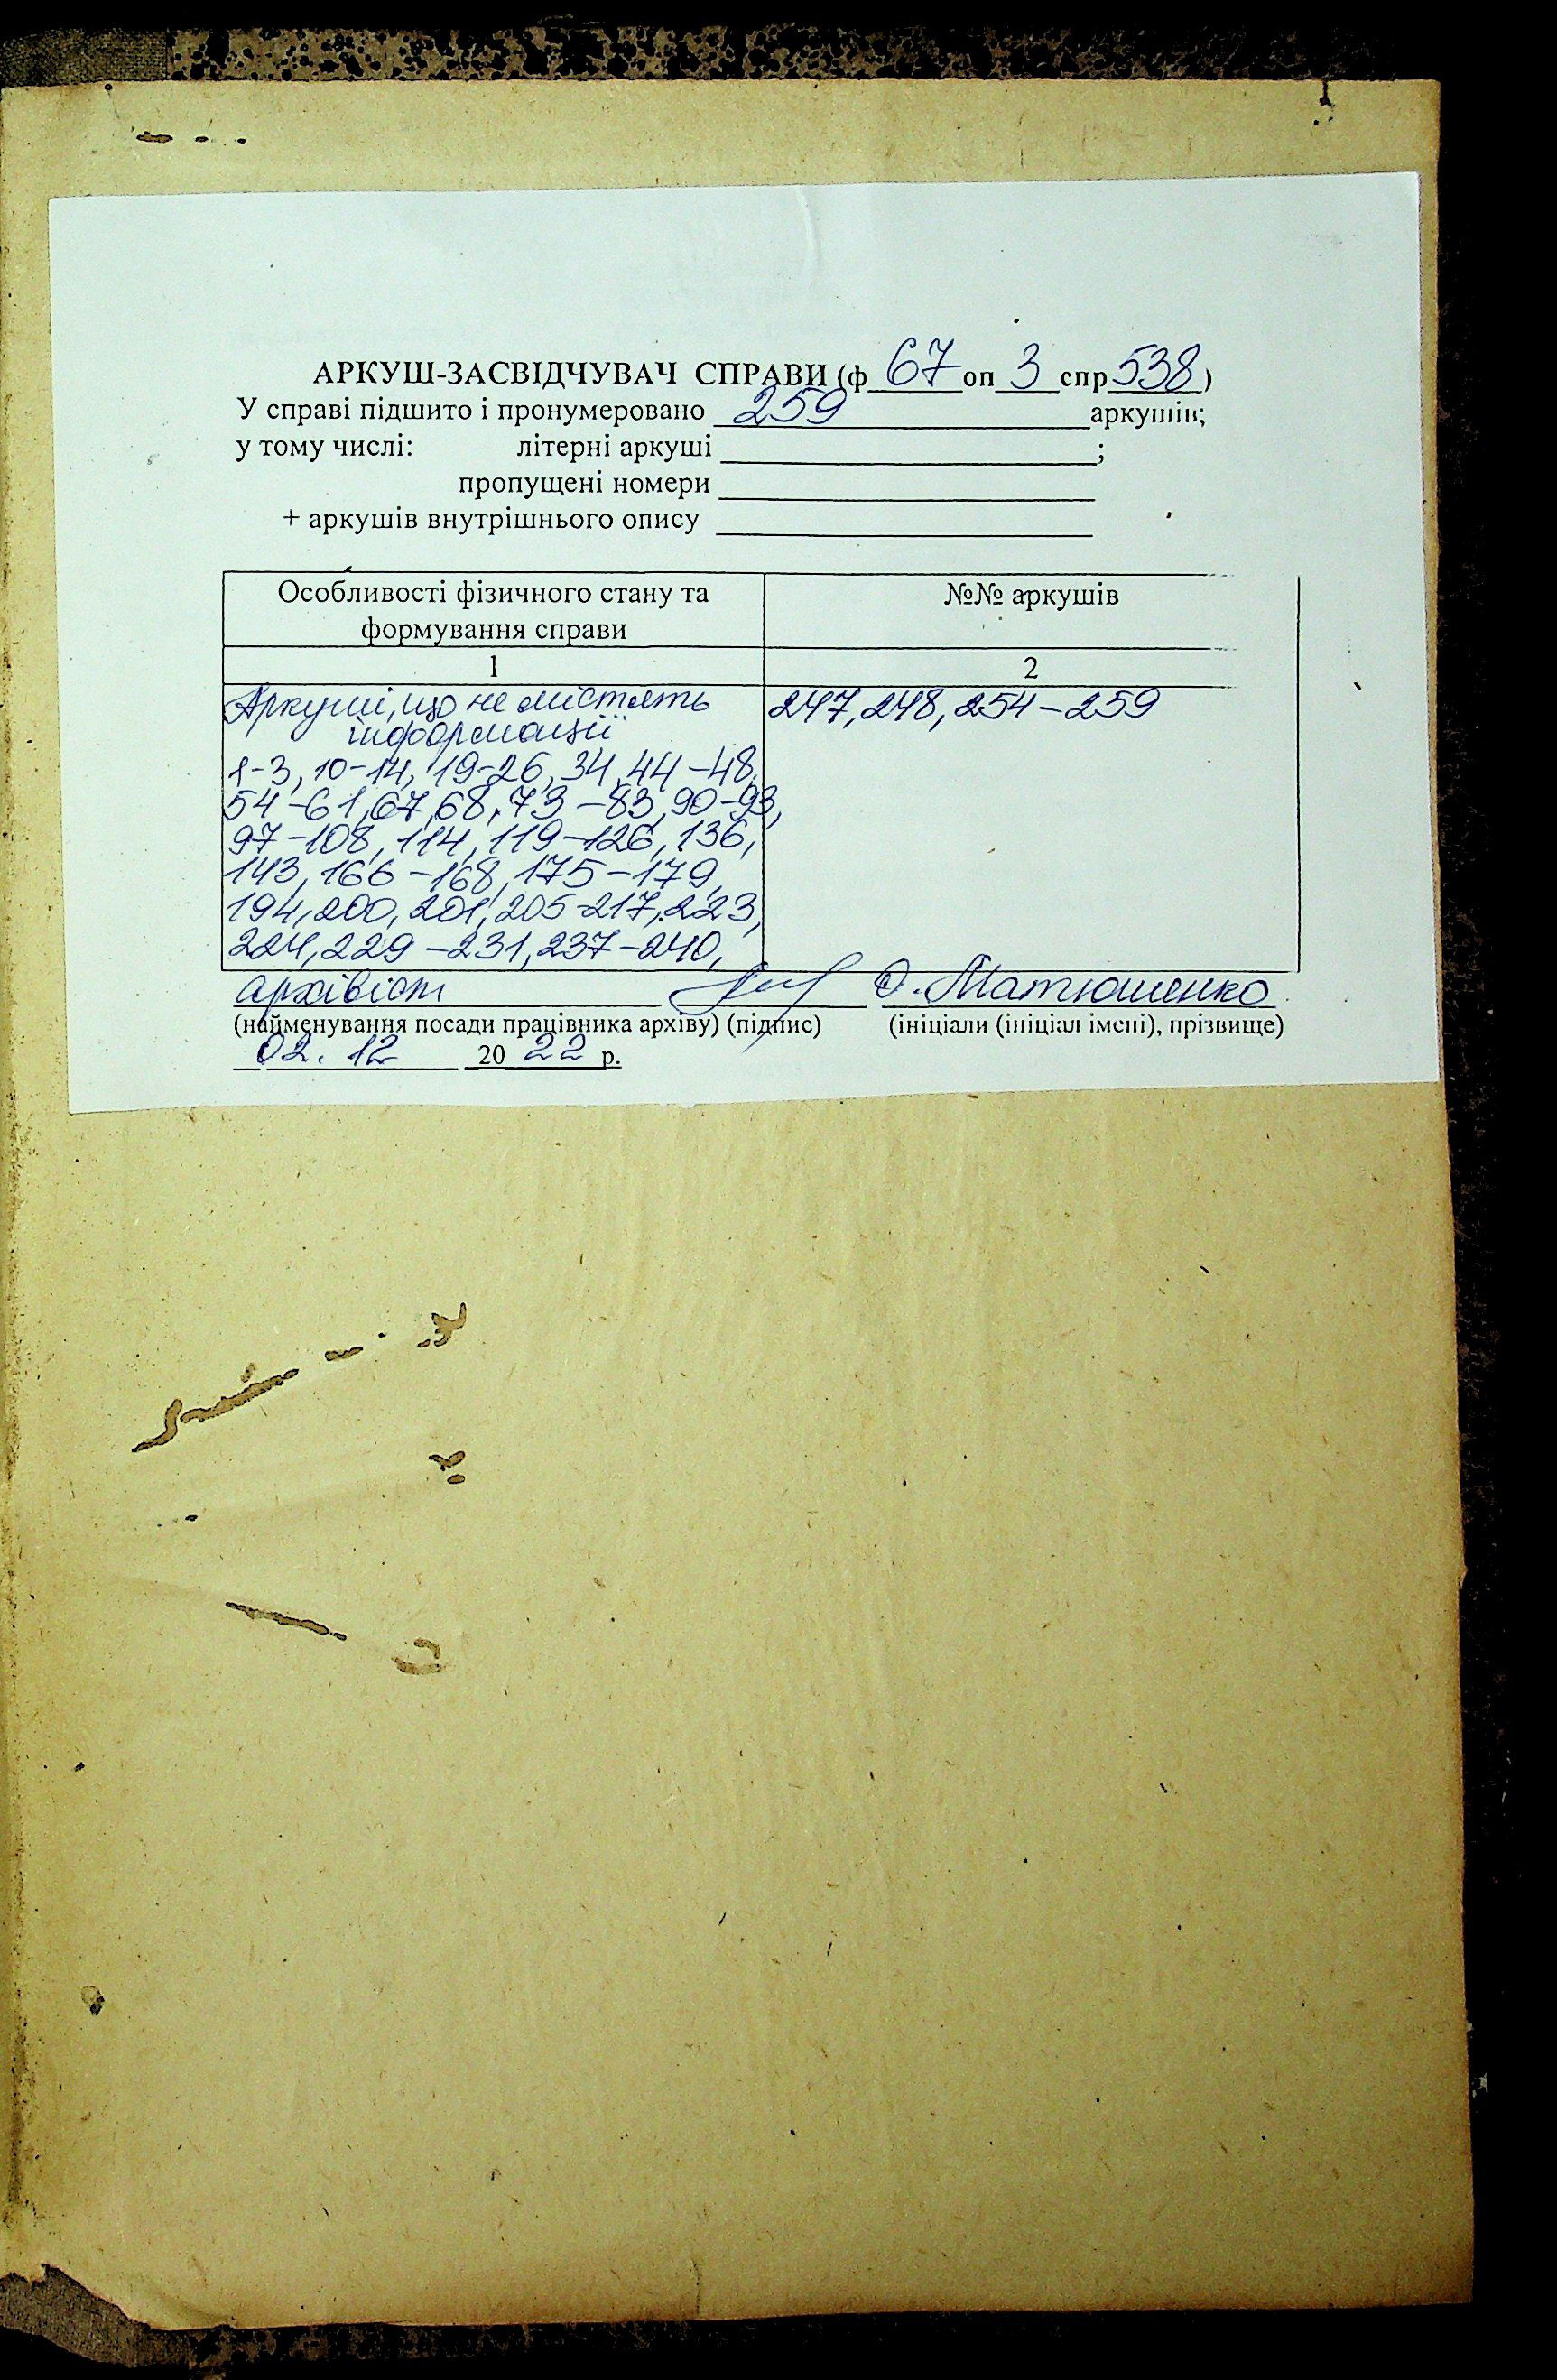 АРКУШ-ЗАСВІДЧУВАЧ СПРАВИ (ф 67 оп 3 спр 538)
У справі підшито і пронумеровано 259 аркушів;
у тому числі: літерні аркуші ;
пропущені номери
+ аркушів внутрішнього опису
Особливості фізичного стану та №№ аркушів
формування справи
1 2
Аркуші, що не містять 247, 248, 254-259
інформації
1-3, 10-14, 19-26, 34, 44-48,
54-61, 67, 68, 73-83, 90-93,
97-108, 114, 119-126, 136,
143, 166-168, 175-179,
194, 200, 201, 205-217, 223,
224, 229-231, 237-240,
архівіст О. Матюшенко
(найменування посади працівника архіву) (підпис) (ініціали (ініціал імені), прізвище)
02. 12 2022 р.